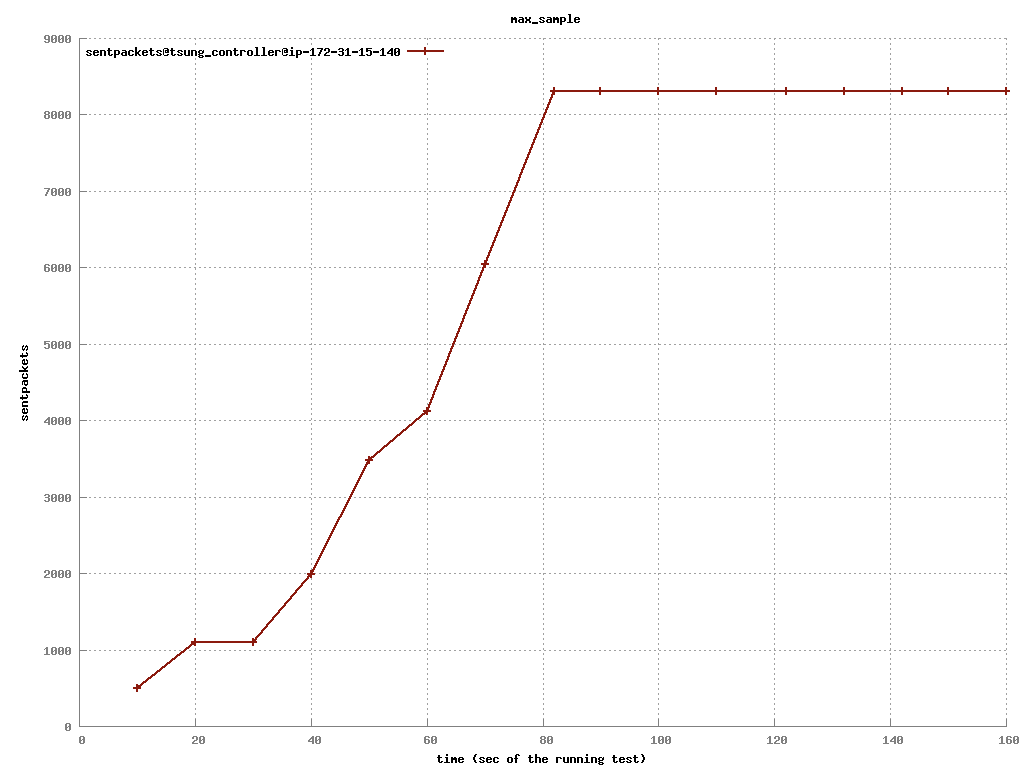 max_sample
sentpackets@tsung_controller@ip-172-31-15-140
9000
8000
7000
6000
5000
4000
3000
2000
1000
0
sentpackets
0 20 40 60 80 100 120 140 160
time (sec of the running test)